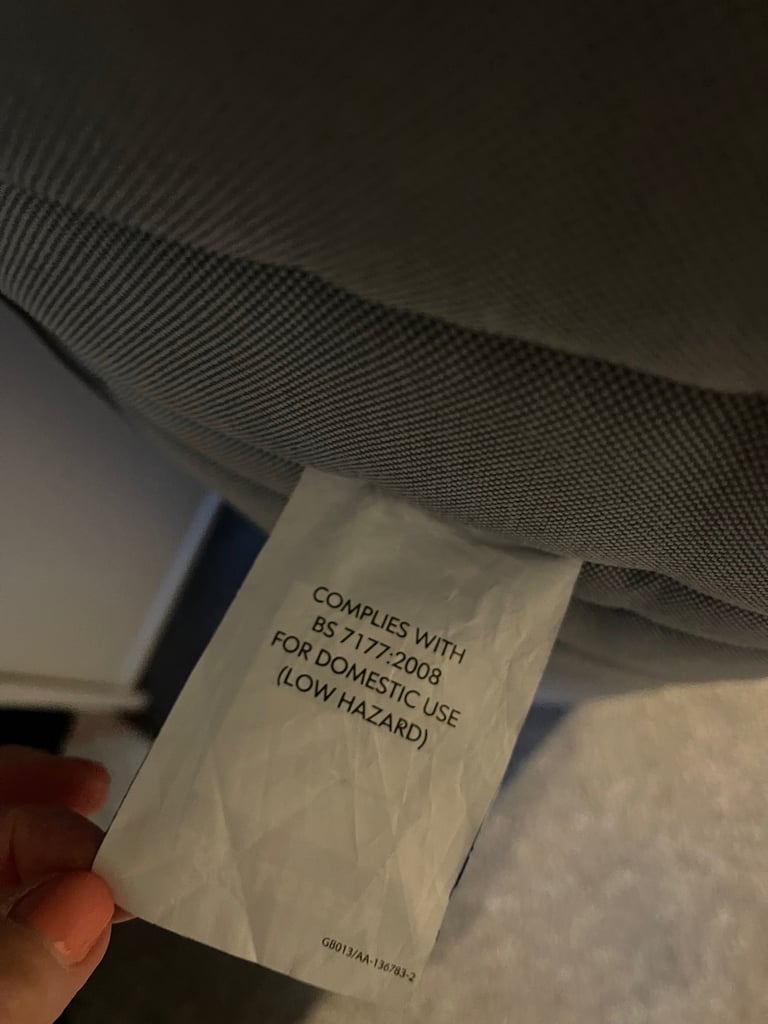 COMPLIES WITH
BS 7177:2008
FOR DOMESTIC USE
(LOW HAZARD)
GB013/AA-136783-2